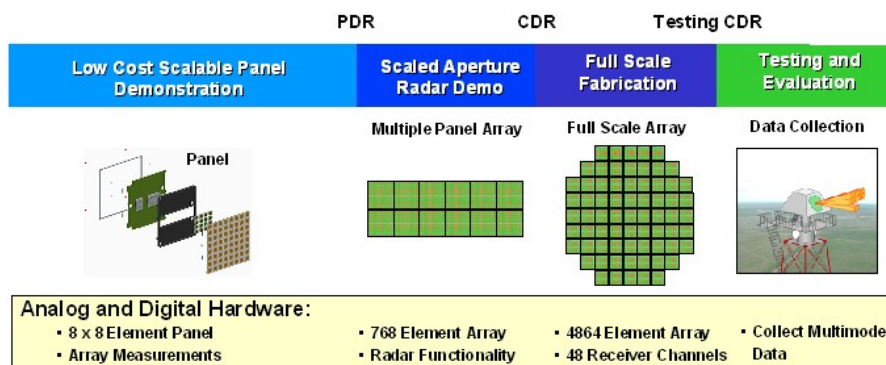 PDR CDR Testing CDR
Low Cost Scalable Panel
Demonstration
Scaled Aperture
Radar Demo
Full Scale
Fabrication
Testing and
Evaluation
Panel
Multiple Panel Array
Full Scale Array
Data Collection
Analog and Digital Hardware:
• 8 x 8 Element Panel
• Array Measurements
• 768 Element Array
• Radar Functionality
• 4864 Element Array
• 48 Receiver Channels
• Collect Multimode
Data